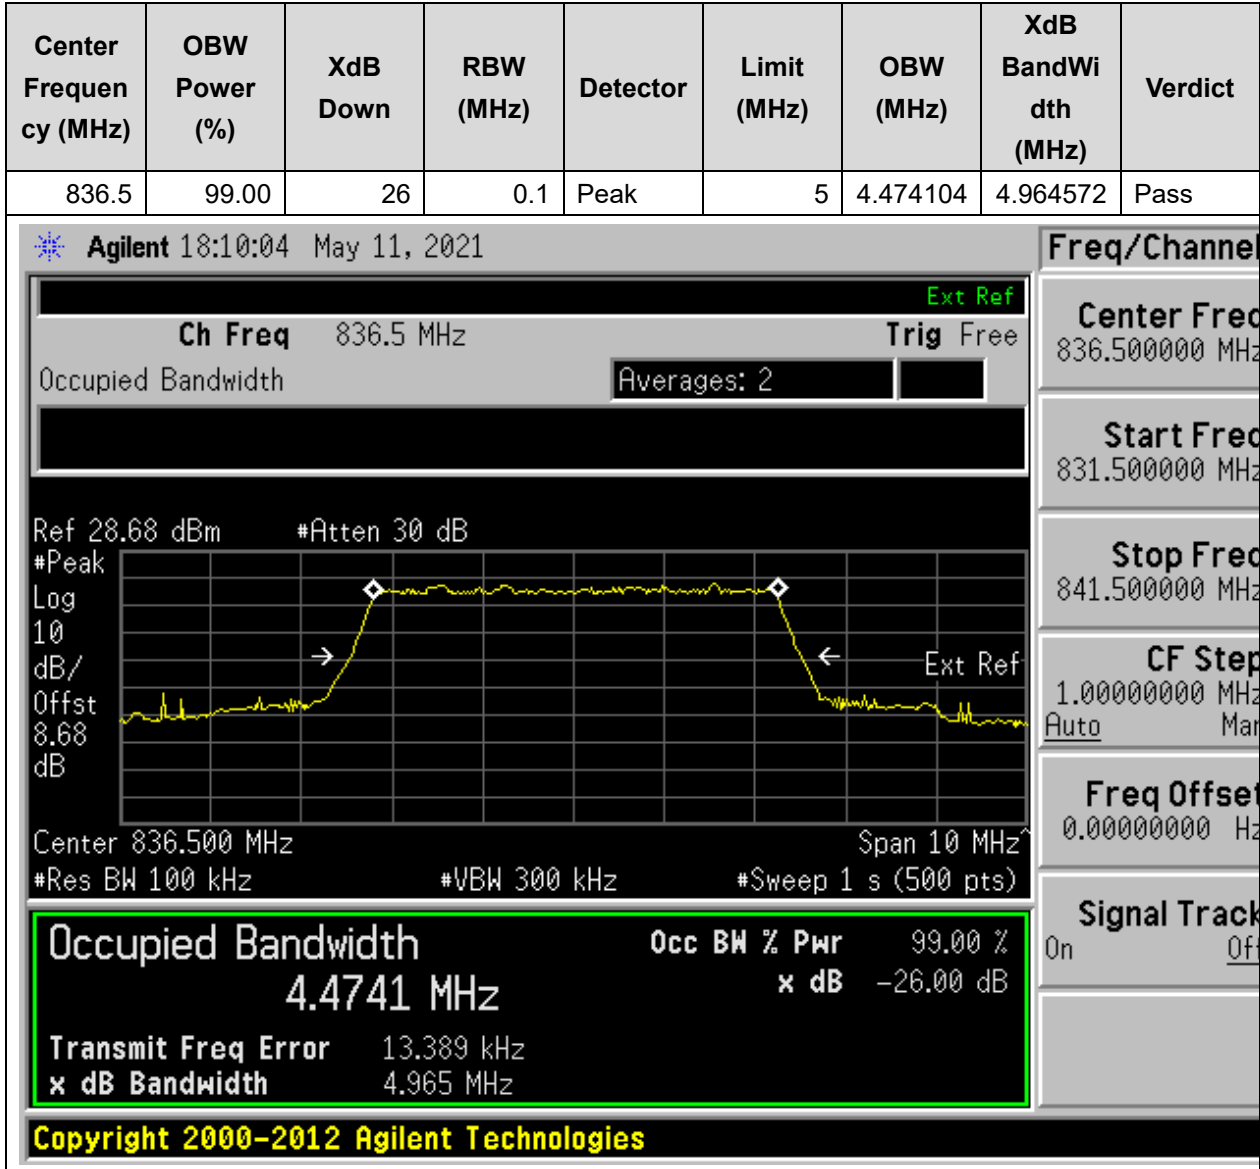 Center Frequen cy (MHz) OBW Power (%) XdB Down RBW (MHz) Detector Limit (MHz) OBW (MHz) XdB BandWi dth (MHz) Verdict
836.5 99.00 26 0.1 Peak 5 4.474104 4.964572 Pass
Agilent 18:10:04 May 11, 2021
Ext Ref
Ch Freq 836.5 MHz Trig Free
Occupied Bandwidth Averages: 2
Ref 28.68 dBm #Atten 30 dB
#Peak
Log
10
dB/
Offst
8.68
dB
Ext Ref
Center 836.500 MHz Span 10 MHz^
#Res BW 100 kHz #VBW 300 kHz #Sweep 1 s (500 pts)
Occupied Bandwidth Occ BW % Pwr 99.00 %
4.4741 MHz x dB -26.00 dB
Transmit Freq Error 13.389 kHz
x dB Bandwidth 4.965 MHz
Copyright 2000-2012 Agilent Technologies
Freq/Channel
Center Freq
836.500000 MHz
Start Freq
831.500000 MHz
Stop Freq
841.500000 MHz
CF Step
1.00000000 MHz
Auto Man
Freq Offset
0.00000000 Hz
Signal Track
On Off